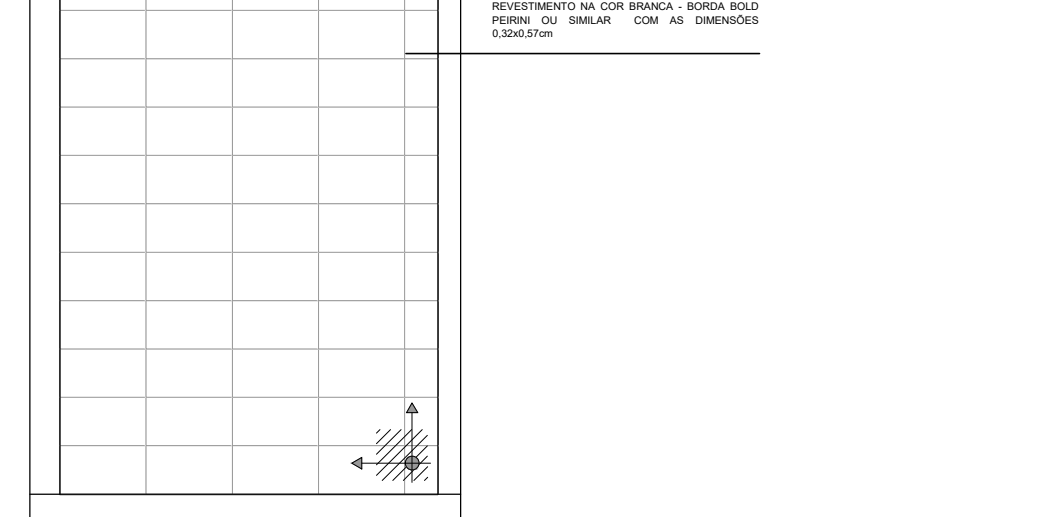 REVESTIMENTO NA COR BRANCA - BORDA BOLD
PEIRINI OU SIMILAR COM AS DIMENSÕES
0,32x0,57cm